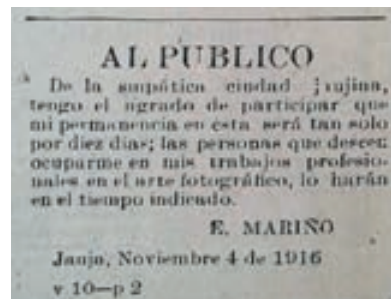 AL PUBLICO
De la simpática ciudad jaujina,
tengo el agrado de participar que
mi permanencia en ésta será tan solo
por diez días; las personas que deseen
ocuparme en mis trabajos profesio-
nales en el arte fotográfico, lo harán
en el tiempo indicado.
E. MARIÑO
Jauja, Noviembre 4 de 1916
v 10—p 2